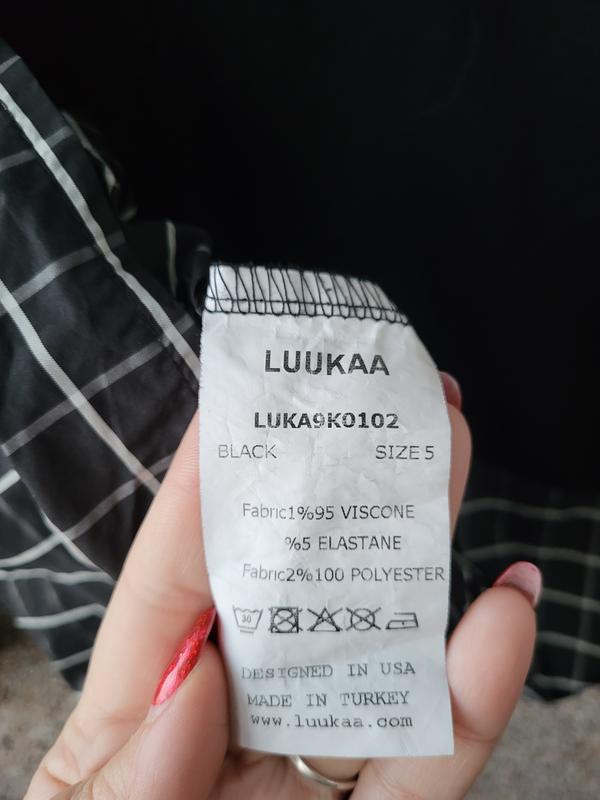 LUUKAA
LUKA9K0102
BLACK SIZE 5
Fabric1%95 VISCONE
%5 ELASTANE
Fabric2%100 POLYESTER
30
DESIGNED IN USA
MADE IN TURKEY
www.luukaa.com